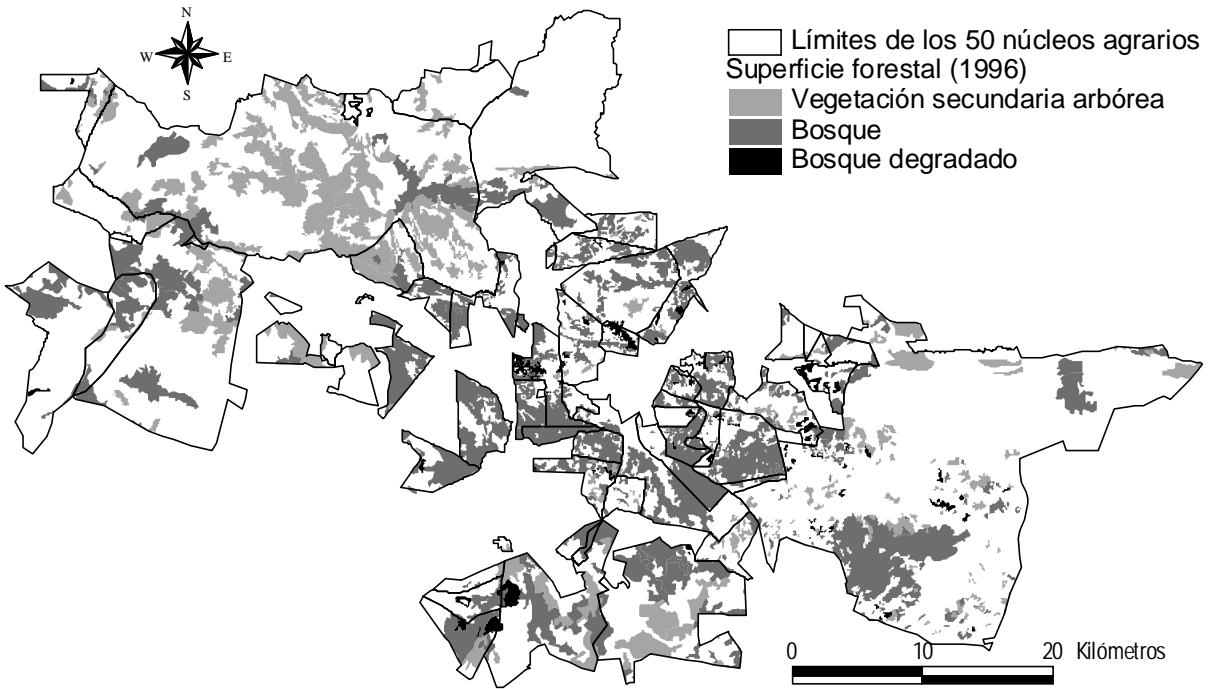 N
W E
S
Límites de los 50 núcleos agrarios
Superficie forestal (1996)
Vegetación secundaria arbórea
Bosque
Bosque degradado
0 10 20 Kilómetros